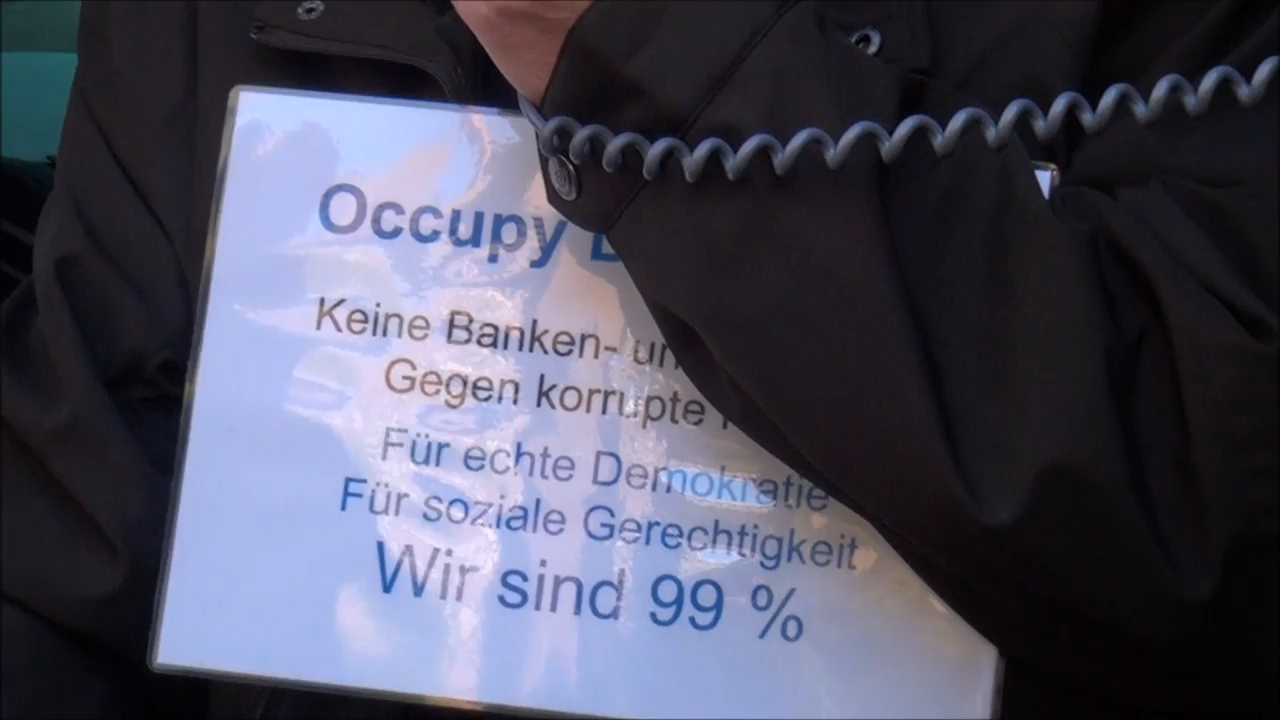 Occupy
Keine Banken-
Gegen korrupte
Für echte Demokratie
Für soziale Gerechtigkeit
Wir sind 99 %